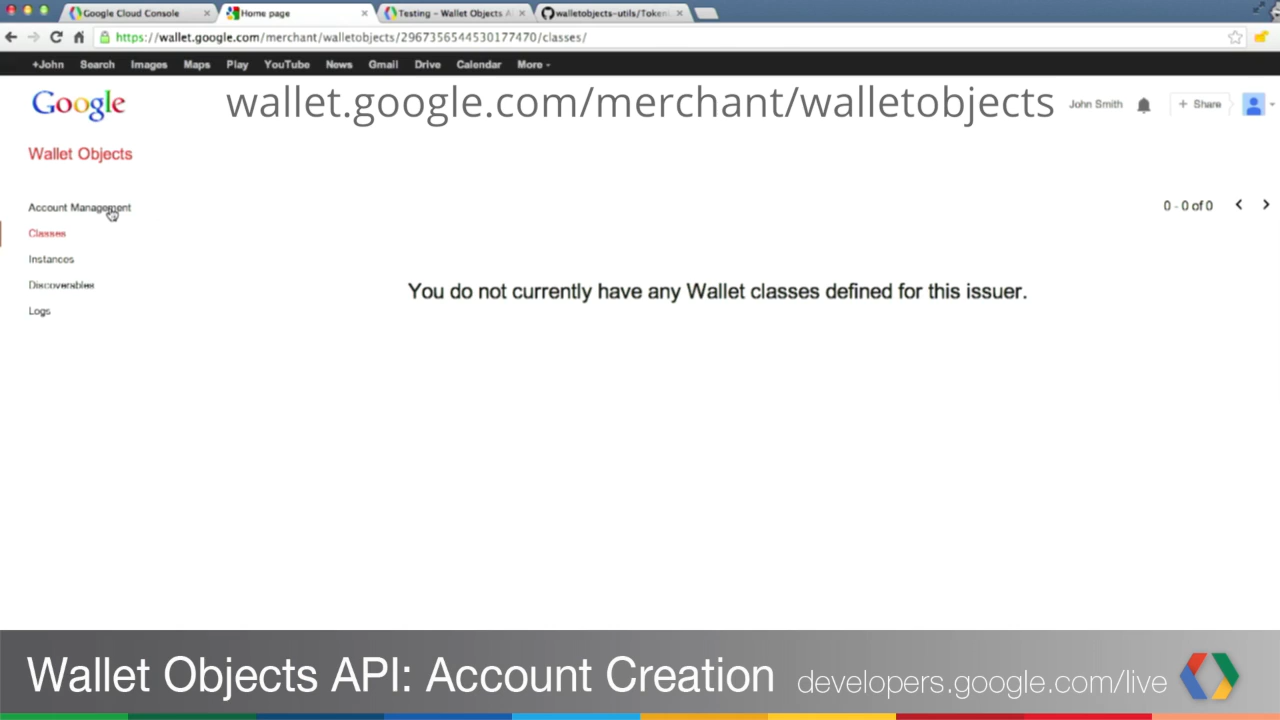 Google Cloud Console
Home page
Testing - Wallet Objects A
walletobjects-utils/Token
https://wallet.google.com/merchant/walletobjects/2967356544530177470/classes/
+John Search Images Maps Play YouTube News Gmail Drive Calendar More
Google
wallet.google.com/merchant/walletobjects
John Smith
+ Share
Wallet Objects
Account Management
0 - 0 of 0
Classes
Instances
Discoverables
You do not currently have any Wallet classes defined for this issuer.
Logs
Wallet Objects API: Account Creation
developers.google.com/live